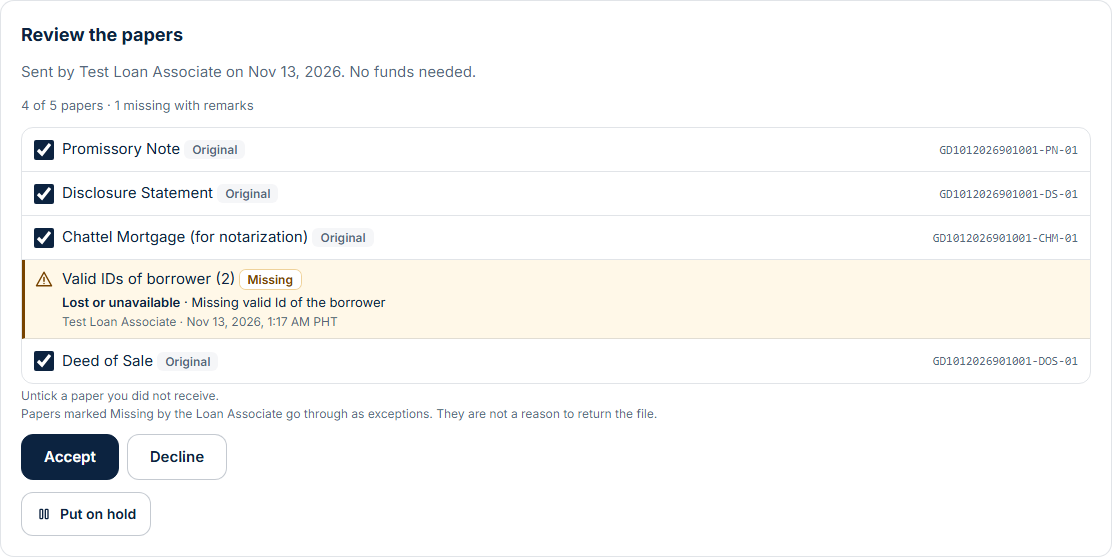 Review the papers
Sent by Test Loan Associate on Nov 13, 2026. No funds needed.
4 of 5 papers · 1 missing with remarks
Promissory Note Original GD1012026901001-PN-01
Disclosure Statement Original GD1012026901001-DS-01
Chattel Mortgage (for notarization) Original GD1012026901001-CHM-01
Valid IDs of borrower (2) Missing
Lost or unavailable · Missing valid Id of the borrower
Test Loan Associate · Nov 13, 2026, 1:17 AM PHT
Deed of Sale Original GD1012026901001-DOS-01
Untick a paper you did not receive.
Papers marked Missing by the Loan Associate go through as exceptions. They are not a reason to return the file.
Accept Decline
Put on hold